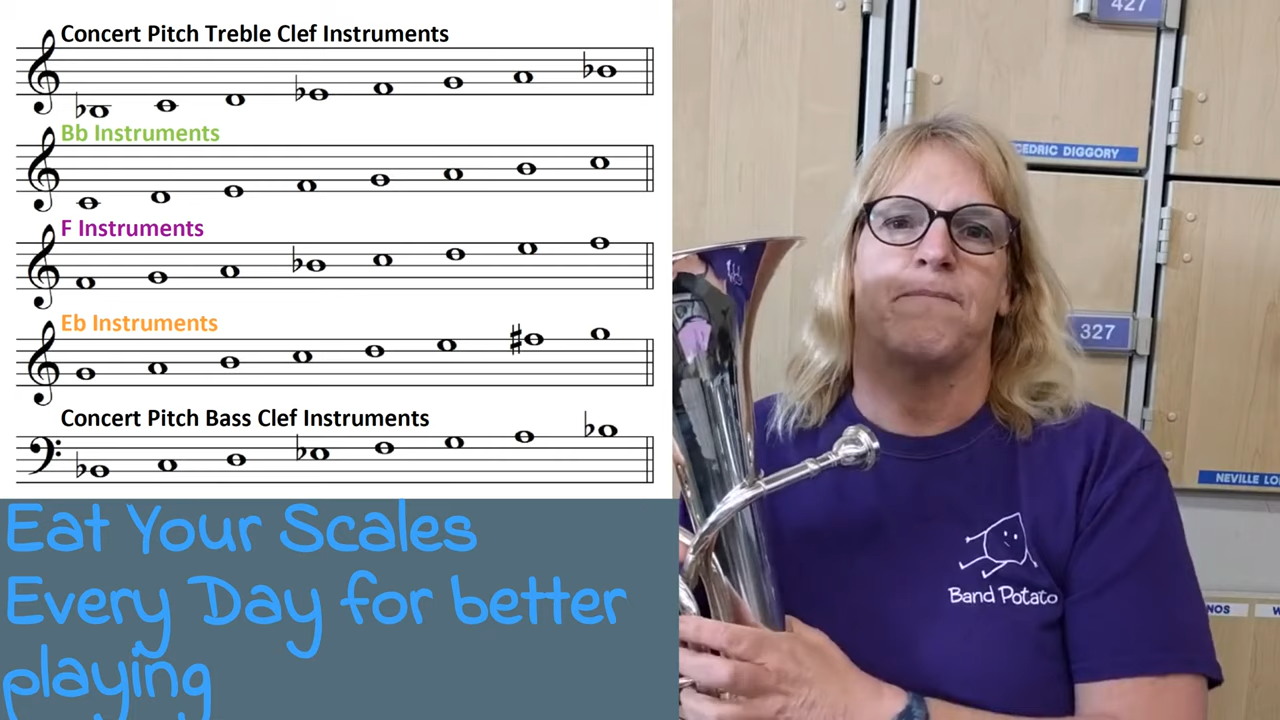 Concert Pitch Treble Clef Instruments
Bb Instruments
F Instruments
Eb Instruments
Concert Pitch Bass Clef Instruments
Eat Your Scales
Every Day for better
playing
427
CEDRIC DIGGORY
327
NEVILLE LO
NOS
W
Band Potato